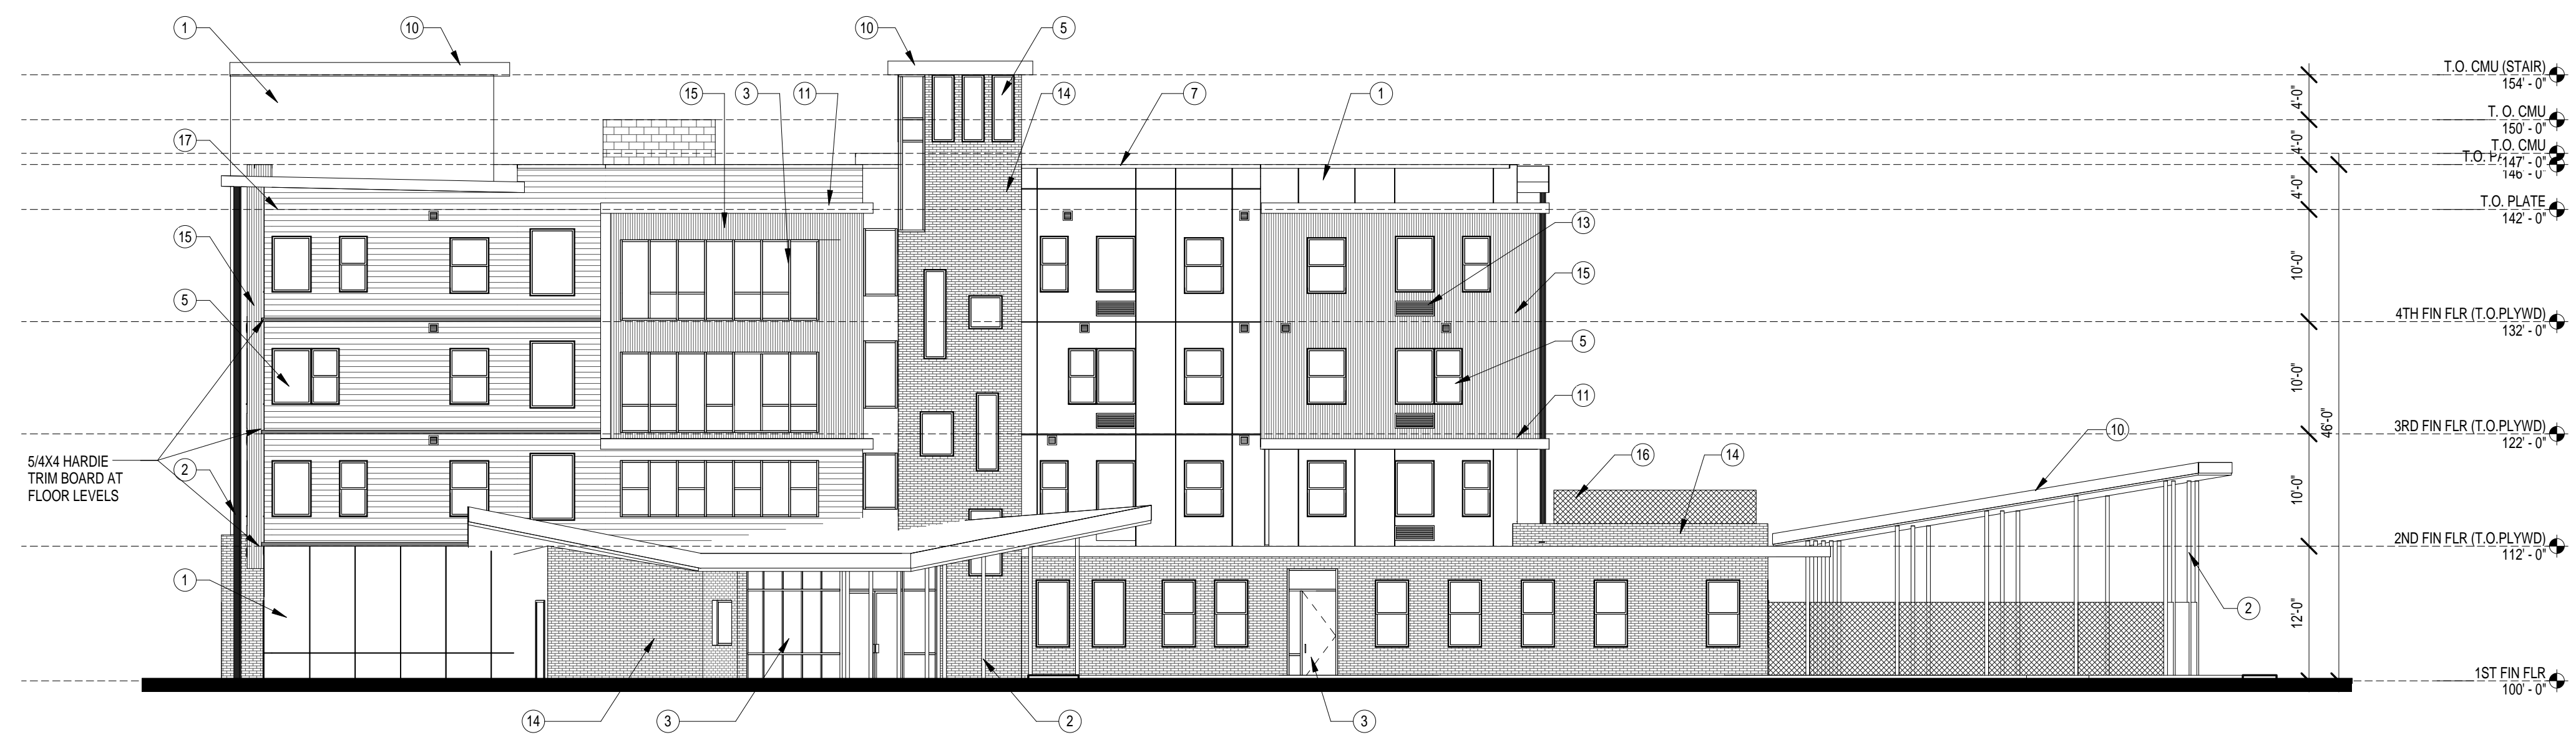 1
10
10
5
15
3
11
14
7
1
17
15
5
2
1
5/4X4 HARDIE
TRIM BOARD AT
FLOOR LEVELS
13
15
5
11
16
14
10
2
14
3
2
3
T.O. CMU (STAIR)
154' - 0"
T. O. CMU
150' - 0"
T.O. CMU
147' - 0"
T.O.
146' - 0"
T.O. PLATE
142' - 0"
4TH FIN FLR (T.O.PLYWD)
132' - 0"
3RD FIN FLR (T.O.PLYWD)
122' - 0"
2ND FIN FLR (T.O.PLYWD)
112' - 0"
1ST FIN FLR
100' - 0"
4'-0"
4'-0"
4'-0"
10'-0"
10'-0"
10'-0"
12'-0"
46'-0"